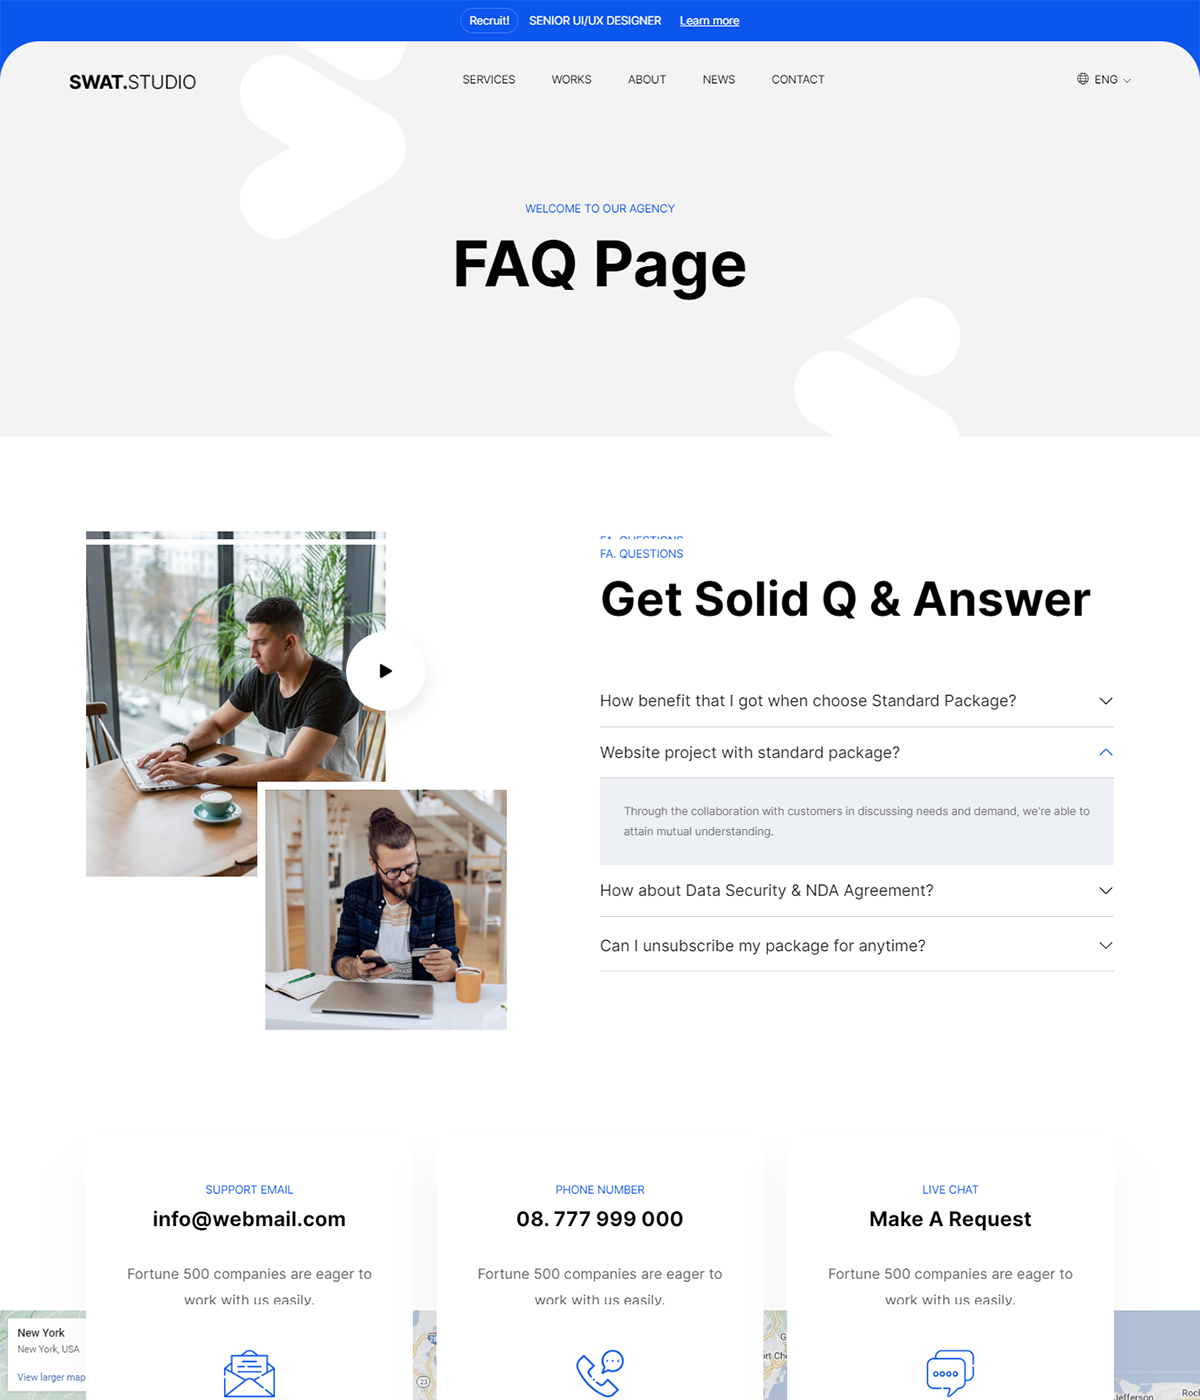 Recruit! SENIOR UI/UX DESIGNER Learn more
SWAT.STUDIO SERVICES WORKS ABOUT NEWS CONTACT ENG
WELCOME TO OUR AGENCY
FAQ Page
FA. QUESTIONS
FA. QUESTIONS
Get Solid Q & Answer
How benefit that I got when choose Standard Package?
Website project with standard package?
Through the collaboration with customers in discussing needs and demand, we're able to
attain mutual understanding.
How about Data Security & NDA Agreement?
Can I unsubscribe my package for anytime?
SUPPORT EMAIL
info@webmail.com
Fortune 500 companies are eager to
work with us easily.
PHONE NUMBER
08. 777 999 000
Fortune 500 companies are eager to
work with us easily.
LIVE CHAT
Make A Request
Fortune 500 companies are eager to
work with us easily.
New York
New York, USA
View larger map
23
Jefferson